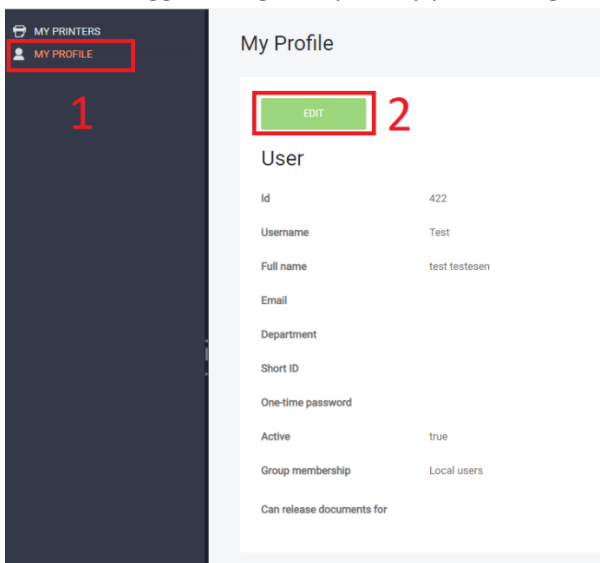 MY PRINTERS
MY PROFILE
1
My Profile
EDIT
2
User
Id 422
Username Test
Full name test testesen
Email
Department
Short ID
One-time password
Active true
Group membership Local users
Can release documents for